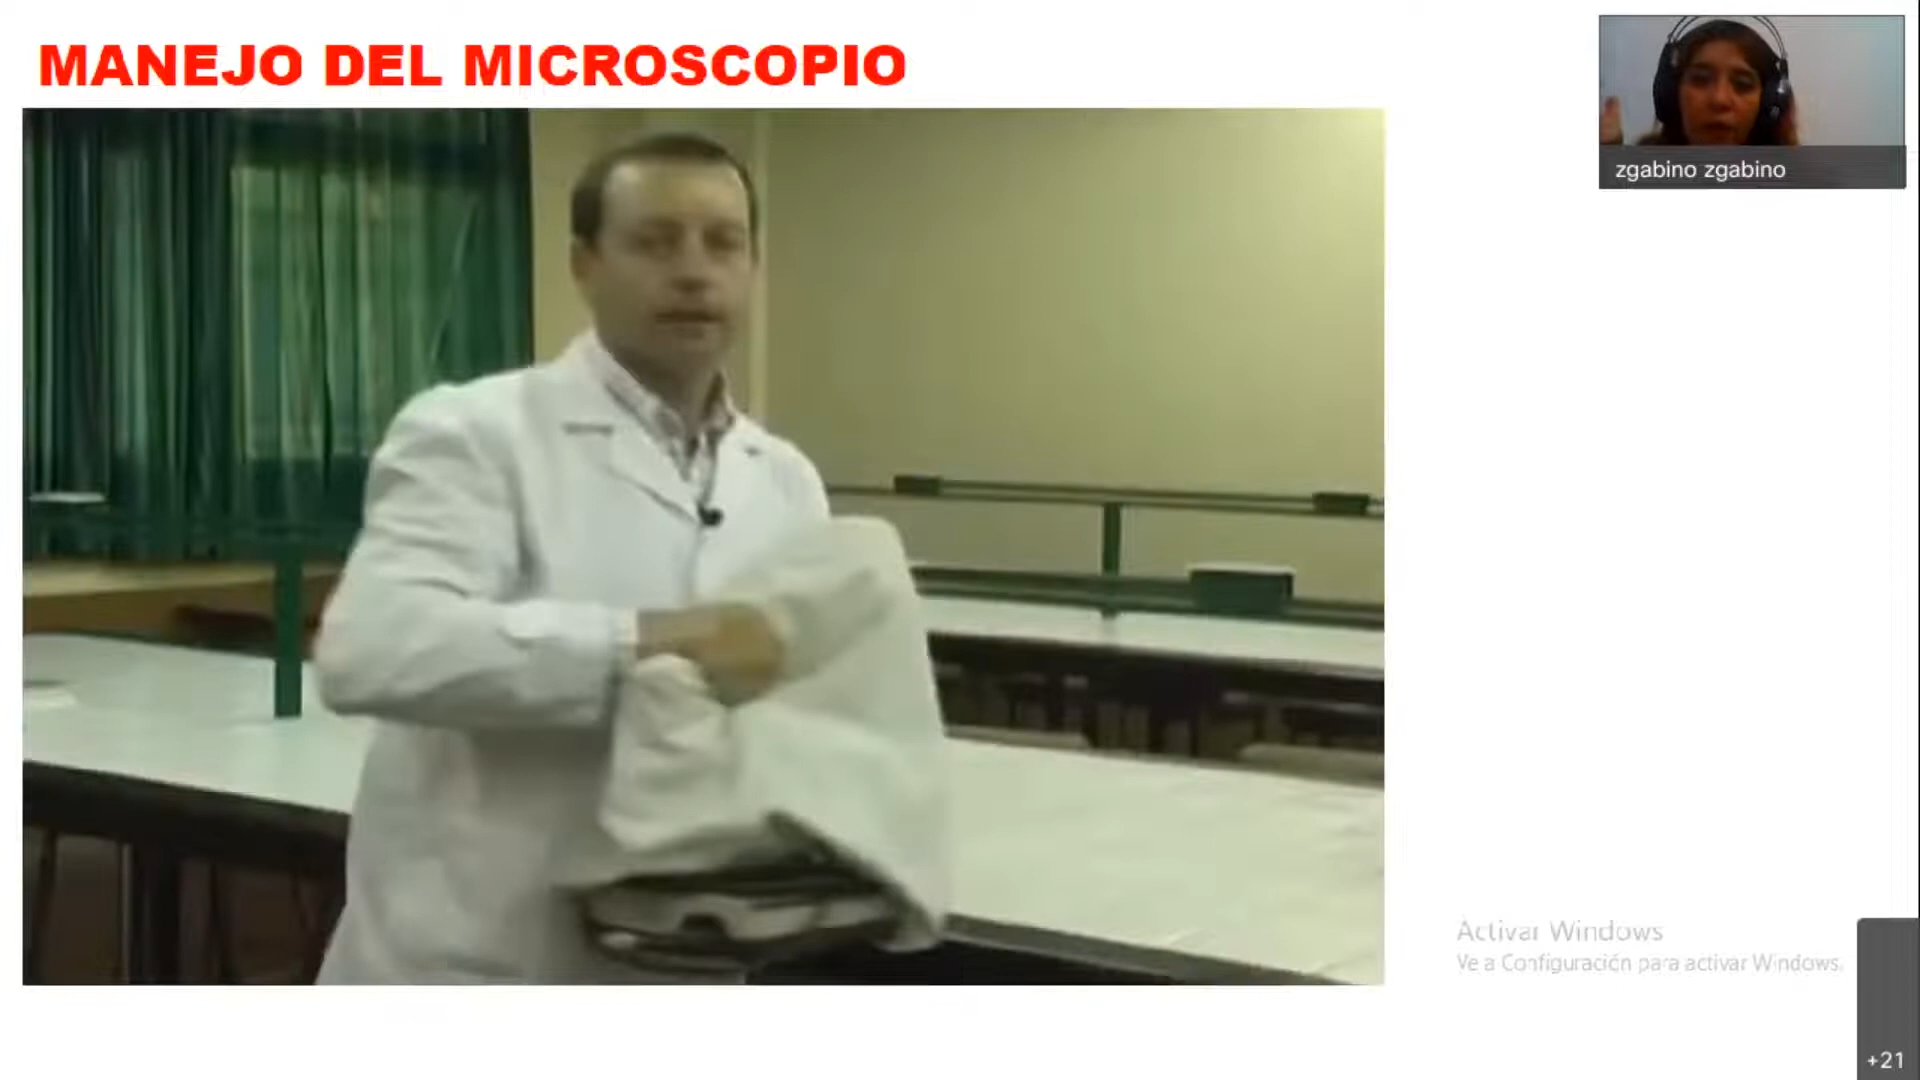 MANEJO DEL MICROSCOPIO
zgabino zgabino
Activar Windows
Ve a Configuración para activar Windows.
+21